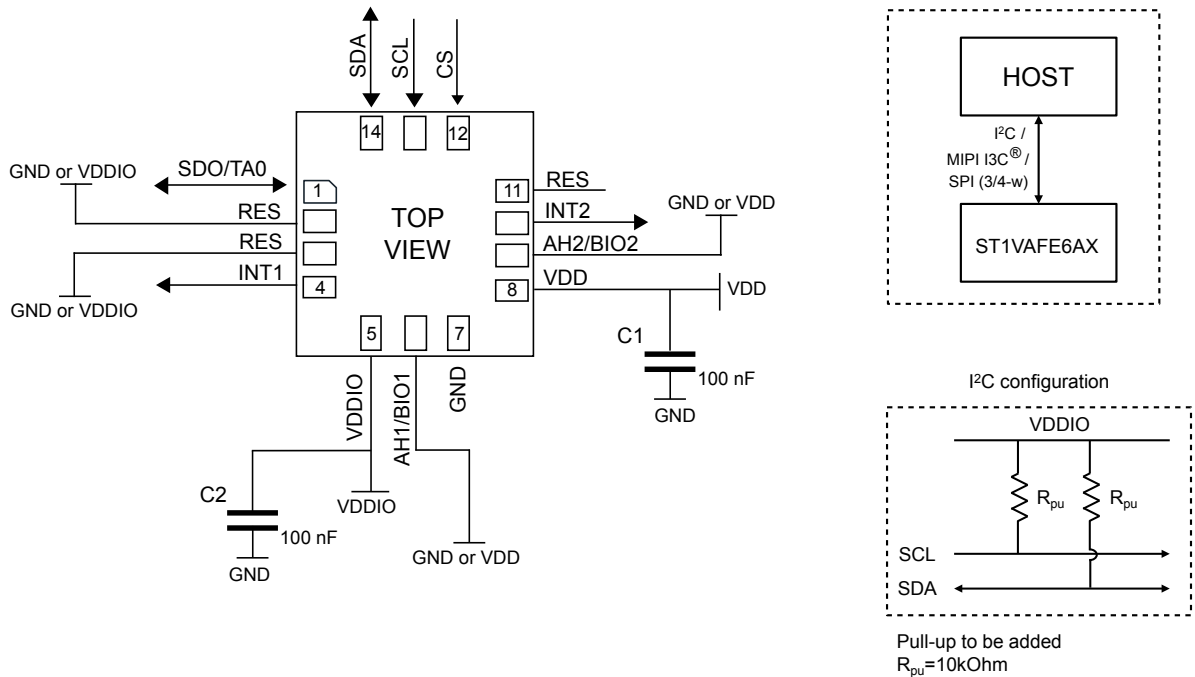 SDA
SCL
CS
14
12
GND or VDDIO
SDO/TA0
1
RES
RES
INT1
4
GND or VDDIO
TOP
VIEW
11
RES
INT2
GND or VDD
AH2/BIO2
VDD
8
VDD
C1
100 nF
GND
5
7
VDDIO
AH1/BIO1
GND
C2
100 nF
GND
VDDIO
GND or VDD
HOST
I²C /
MIPI I3C® /
SPI (3/4-w)
ST1VAFE6AX
I²C configuration
VDDIO
Rpu
Rpu
SCL
SDA
Pull-up to be added
Rpu=10kOhm